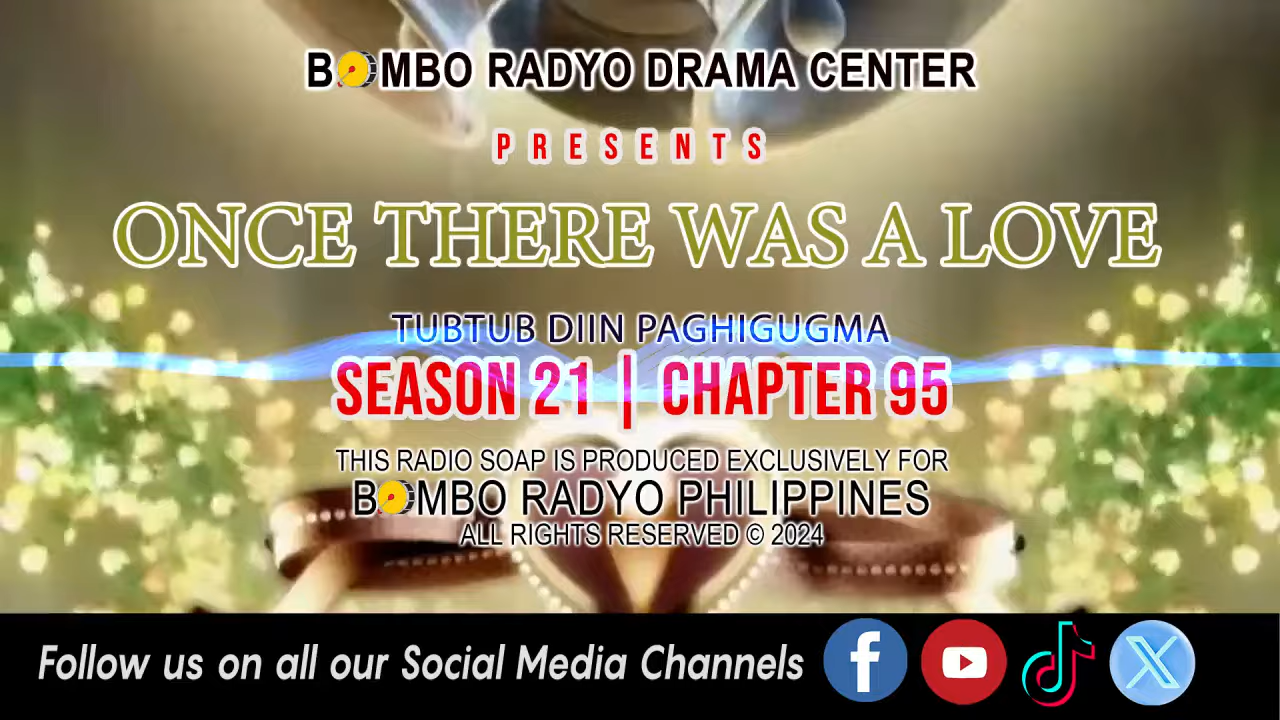 BOMBO RADYO DRAMA CENTER
PRESENTS
ONCE THERE WAS A LOVE
TUBTUB DIIN PAGHIGUGMA
SEASON 21 | CHAPTER 95
THIS RADIO SOAP IS PRODUCED EXCLUSIVELY FOR
BOMBO RADYO PHILIPPINES
ALL RIGHTS RESERVED © 2024
Follow us on all our Social Media Channels